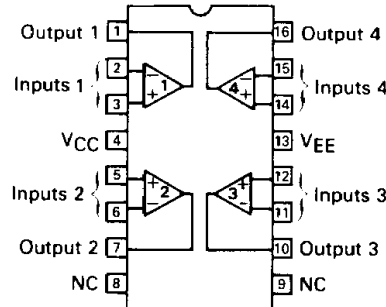 Output 1 1 16 Output 4
2 − − 15
Inputs 1 1 4 Inputs 4
3 + + 14
VCC 4 13 VEE
5 + + 12
Inputs 2 2 3 Inputs 3
6 − − 11
Output 2 7 10 Output 3
NC 8 9 NC